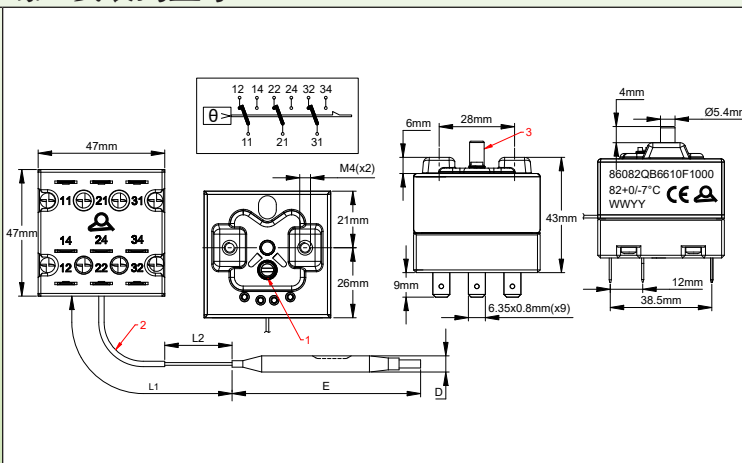 12 14 22 24 32 34
θ
11 21 31
47mm
47mm
11 21 31
14 24 34
12 22 32
M4(x2)
21mm
26mm
1
2
L2
L1
E
D
6mm
28mm
3
43mm
9mm
6.35x0.8mm(x9)
4mm
Ø5.4mm
86082QB6610F1000
82+0/-7°C CE
WWYY
12mm
38.5mm